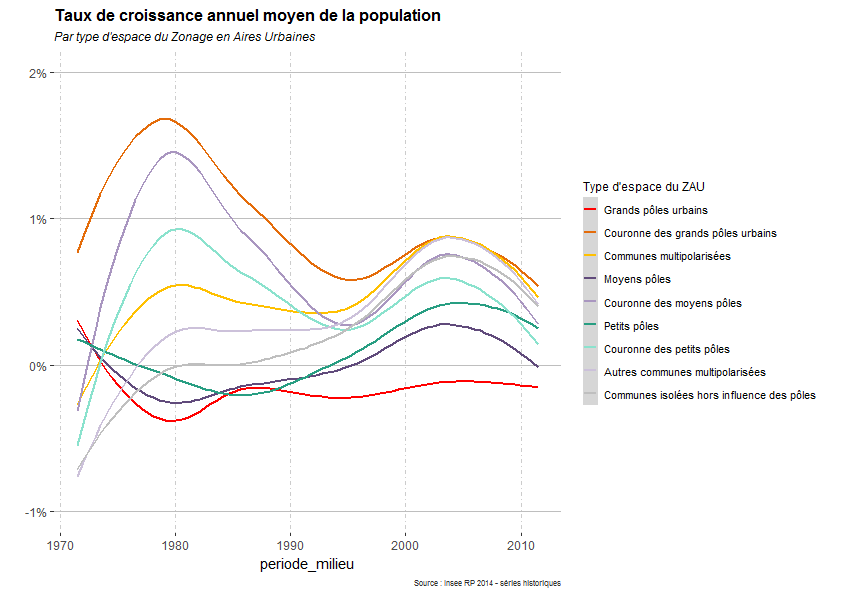 Taux de croissance annuel moyen de la population
Par type d'espace du Zonage en Aires Urbaines
2%
1%
0%
-1%
1970
1980
1990
2000
2010
periode_milieu
Type d'espace du ZAU
Grands pôles urbains
Couronne des grands pôles urbains
Communes multipolarisées
Moyens pôles
Couronne des moyens pôles
Petits pôles
Couronne des petits pôles
Autres communes multipolarisées
Communes isolées hors influence des pôles
Source : Insee RP 2014 - séries historiques